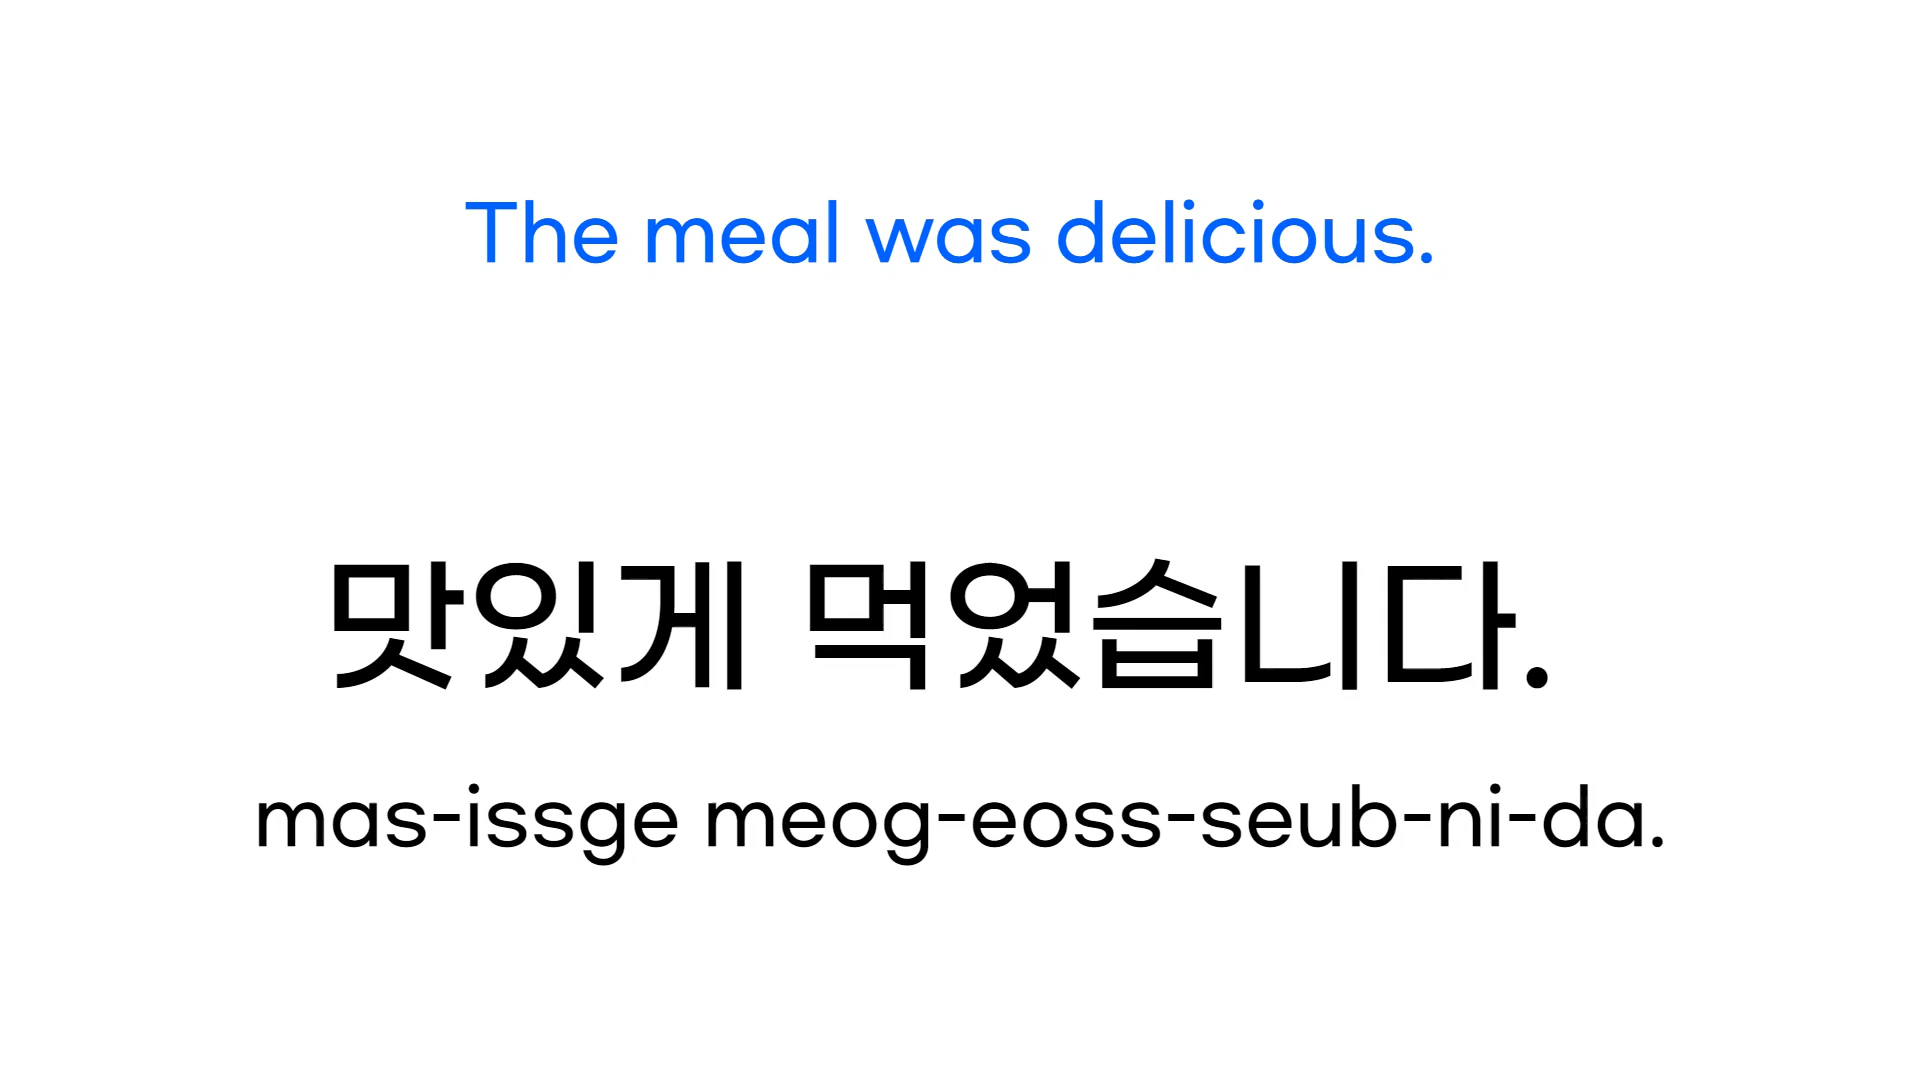 The meal was delicious.
맛있게 먹었습니다.
mas-issge meog-eoss-seub-ni-da.